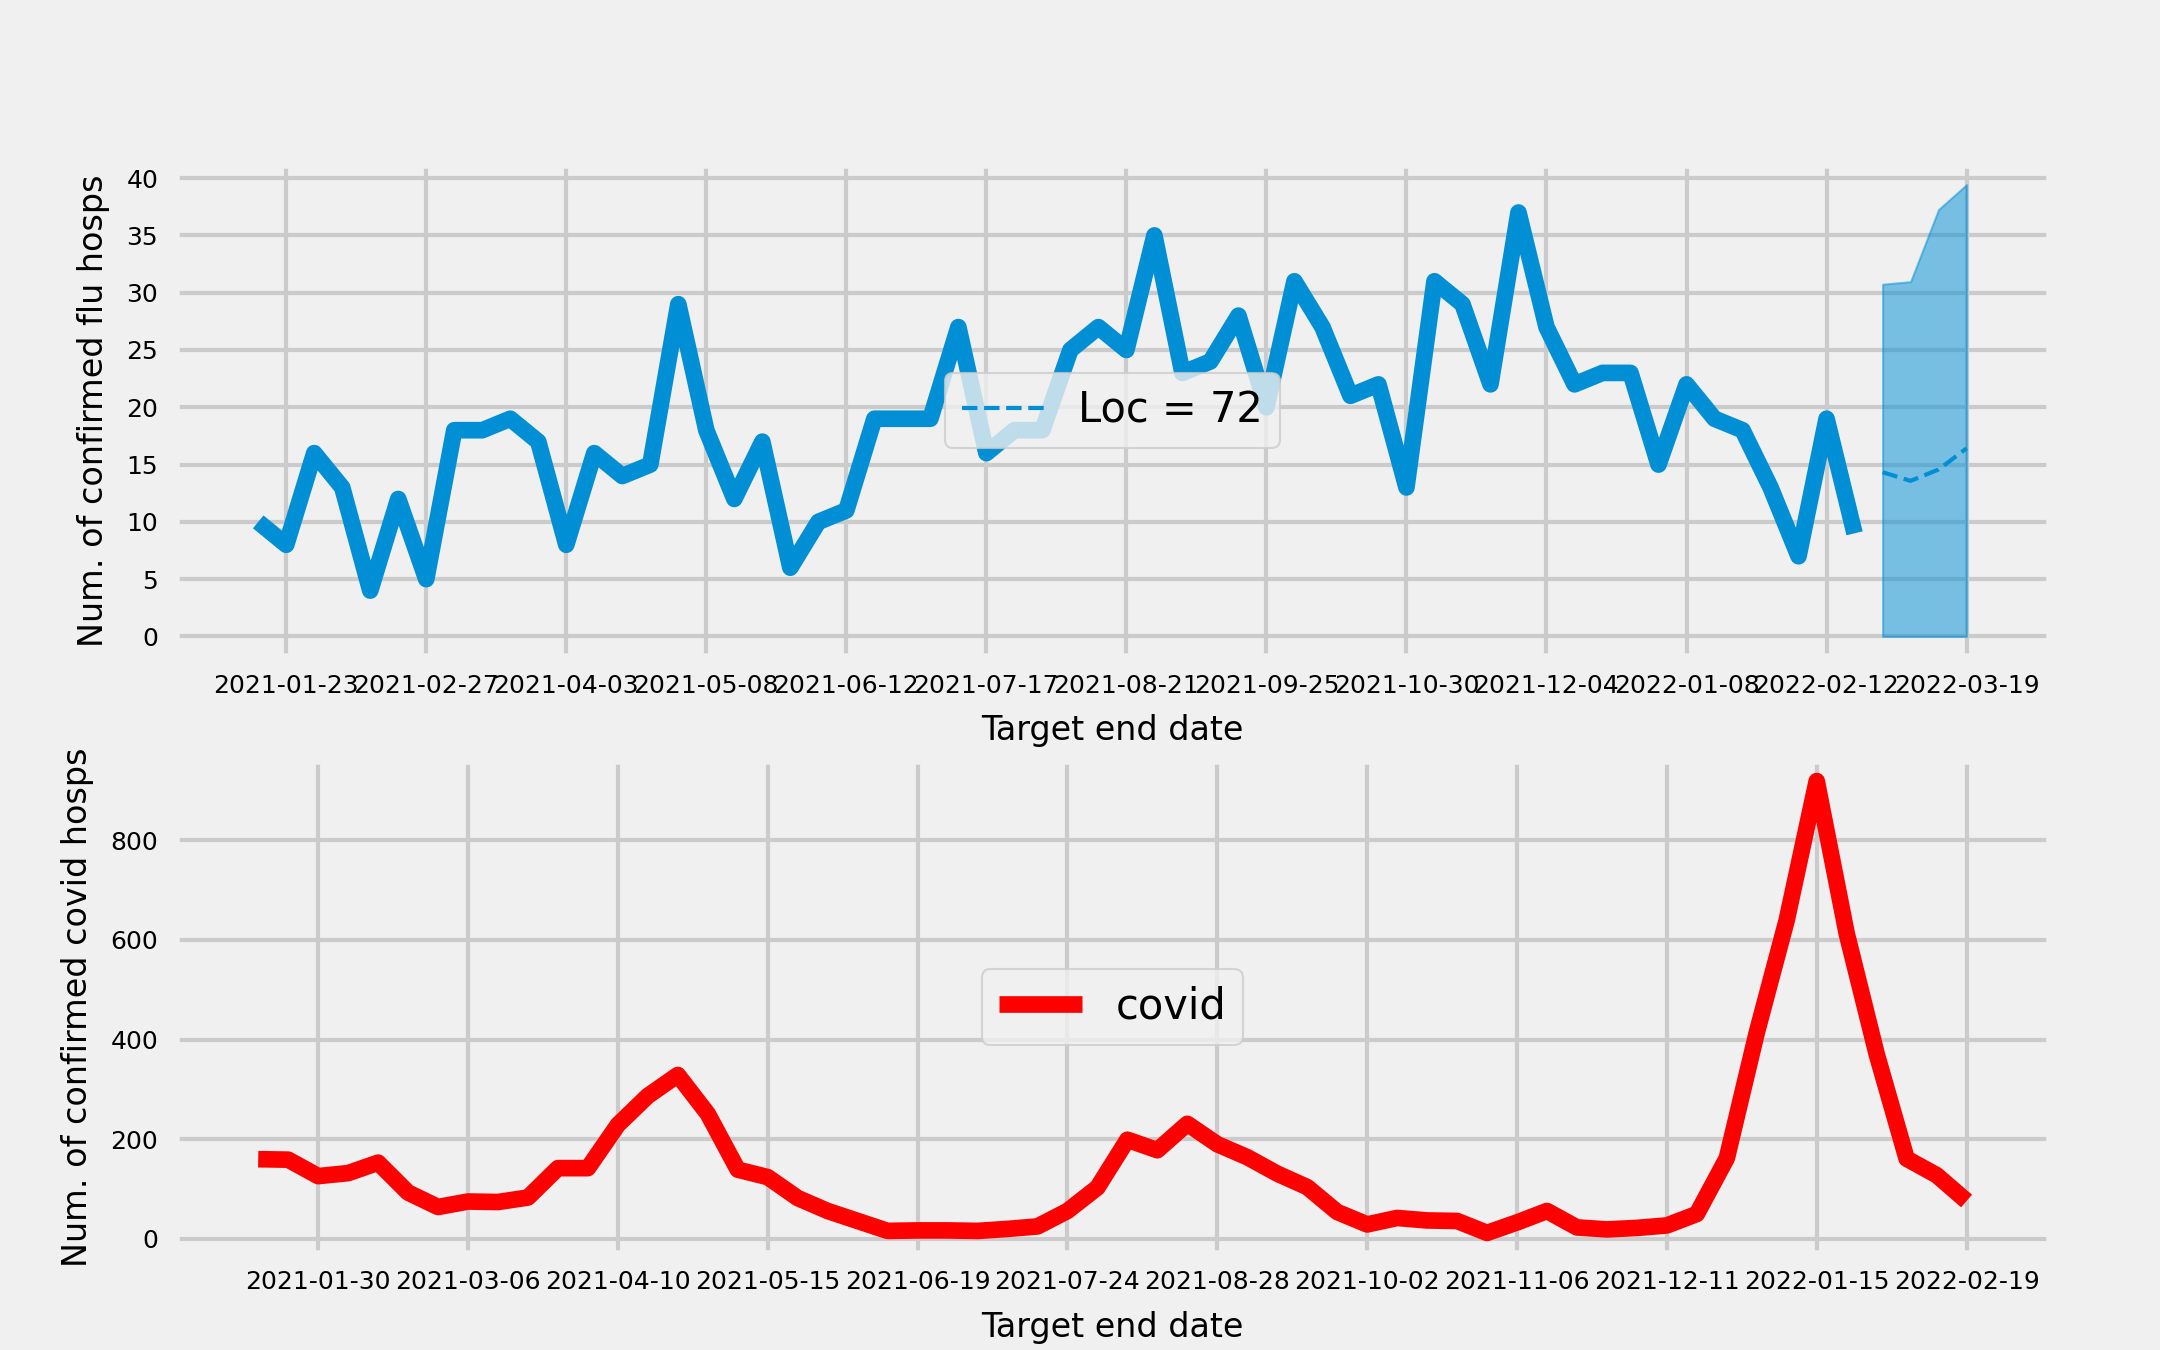 Num. of confirmed flu hosps
40
35
30
25
20
15
10
5
0
Loc = 72
2021-01-23 2021-02-27 2021-04-03 2021-05-08 2021-06-12 2021-07-17 2021-08-21 2021-09-25 2021-10-30 2021-12-04 2022-01-08 2022-02-12 2022-03-19
Target end date
Num. of confirmed covid hosps
800
600
400
200
0
covid
2021-01-30 2021-03-06 2021-04-10 2021-05-15 2021-06-19 2021-07-24 2021-08-28 2021-10-02 2021-11-06 2021-12-11 2022-01-15 2022-02-19
Target end date